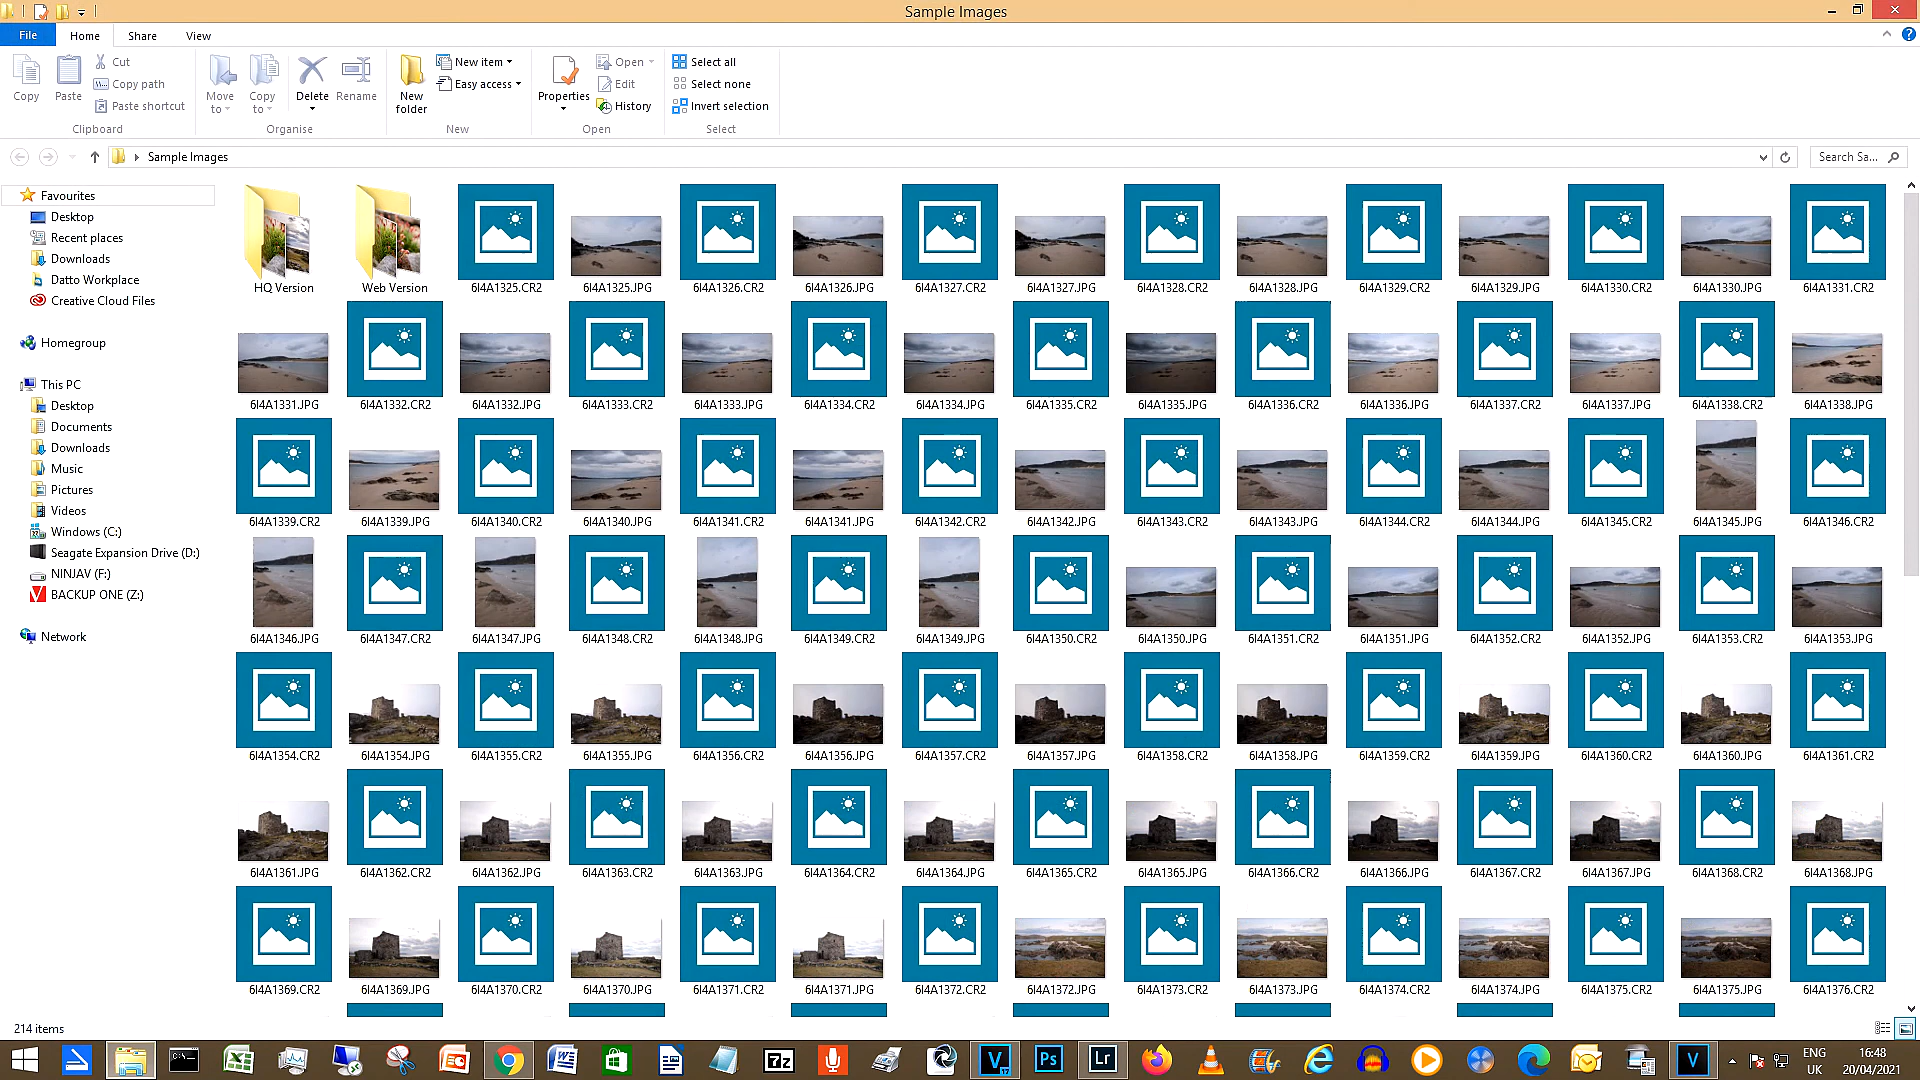 Sample Images
File Home Share View
Copy
Paste
Cut
Copy path
Paste shortcut
Clipboard
Move to
Copy to
Delete
Rename
Organise
New folder
New item
Easy access
New
Properties
Open
Edit
History
Open
Select all
Select none
Invert selection
Select
Sample Images
Search Sa...
Favourites
Desktop
Recent places
Downloads
Datto Workplace
Creative Cloud Files
Homegroup
This PC
Desktop
Documents
Downloads
Music
Pictures
Videos
Windows (C:)
Seagate Expansion Drive (D:)
NINJAV (F:)
BACKUP ONE (Z:)
Network
HQ Version Web Version 6I4A1325.CR2 6I4A1325.JPG 6I4A1326.CR2 6I4A1326.JPG 6I4A1327.CR2 6I4A1327.JPG 6I4A1328.CR2 6I4A1328.JPG 6I4A1329.CR2 6I4A1329.JPG 6I4A1330.CR2 6I4A1330.JPG 6I4A1331.CR2
6I4A1331.JPG 6I4A1332.CR2 6I4A1332.JPG 6I4A1333.CR2 6I4A1333.JPG 6I4A1334.CR2 6I4A1334.JPG 6I4A1335.CR2 6I4A1335.JPG 6I4A1336.CR2 6I4A1336.JPG 6I4A1337.CR2 6I4A1337.JPG 6I4A1338.CR2 6I4A1338.JPG
6I4A1339.CR2 6I4A1339.JPG 6I4A1340.CR2 6I4A1340.JPG 6I4A1341.CR2 6I4A1341.JPG 6I4A1342.CR2 6I4A1342.JPG 6I4A1343.CR2 6I4A1343.JPG 6I4A1344.CR2 6I4A1344.JPG 6I4A1345.CR2 6I4A1345.JPG 6I4A1346.CR2
6I4A1346.JPG 6I4A1347.CR2 6I4A1347.JPG 6I4A1348.CR2 6I4A1348.JPG 6I4A1349.CR2 6I4A1349.JPG 6I4A1350.CR2 6I4A1350.JPG 6I4A1351.CR2 6I4A1351.JPG 6I4A1352.CR2 6I4A1352.JPG 6I4A1353.CR2 6I4A1353.JPG
6I4A1354.CR2 6I4A1354.JPG 6I4A1355.CR2 6I4A1355.JPG 6I4A1356.CR2 6I4A1356.JPG 6I4A1357.CR2 6I4A1357.JPG 6I4A1358.CR2 6I4A1358.JPG 6I4A1359.CR2 6I4A1359.JPG 6I4A1360.CR2 6I4A1360.JPG 6I4A1361.CR2
6I4A1361.JPG 6I4A1362.CR2 6I4A1362.JPG 6I4A1363.CR2 6I4A1363.JPG 6I4A1364.CR2 6I4A1364.JPG 6I4A1365.CR2 6I4A1365.JPG 6I4A1366.CR2 6I4A1366.JPG 6I4A1367.CR2 6I4A1367.JPG 6I4A1368.CR2 6I4A1368.JPG
6I4A1369.CR2 6I4A1369.JPG 6I4A1370.CR2 6I4A1370.JPG 6I4A1371.CR2 6I4A1371.JPG 6I4A1372.CR2 6I4A1372.JPG 6I4A1373.CR2 6I4A1373.JPG 6I4A1374.CR2 6I4A1374.JPG 6I4A1375.CR2 6I4A1375.JPG 6I4A1376.CR2
214 items
7z V 17 Ps Lr V
ENG 16:48
UK 20/04/2021